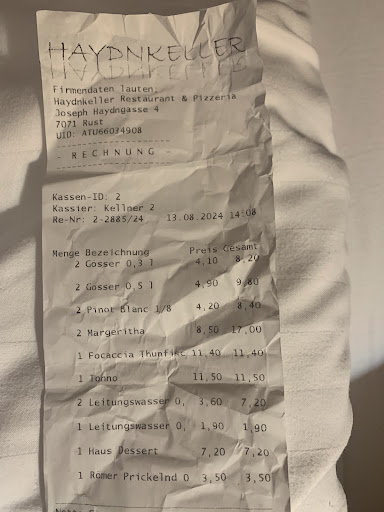 HAYDNKELLER
Firmendaten lauten,
Haydnkeller Restaurant & Pizzeria
Joseph Haydngasse 4
7071 Rust
UID: ATU66034908
- RECHNUNG -
Kassen-ID: 2
Kassier: Kellner 2
Re-Nr: 2-2885/24 13.08.2024 14:08
Menge Bezeichnung Preis Gesamt
2 Gösser 0,3 l 4,10 8,20
2 Gösser 0,5 l 4,90 9,80
2 Pinot Blanc 1/8 4,20 8,40
2 Margeritha 8,50 17,00
1 Focaccia Thunfisc 11,40 11,40
1 Tonno 11,50 11,50
2 Leitungswasser 0, 3,60 7,20
1 Leitungswasser 0, 1,90 1,90
1 Haus Dessert 7,20 7,20
1 Römer Prickelnd 0 3,50 3,50